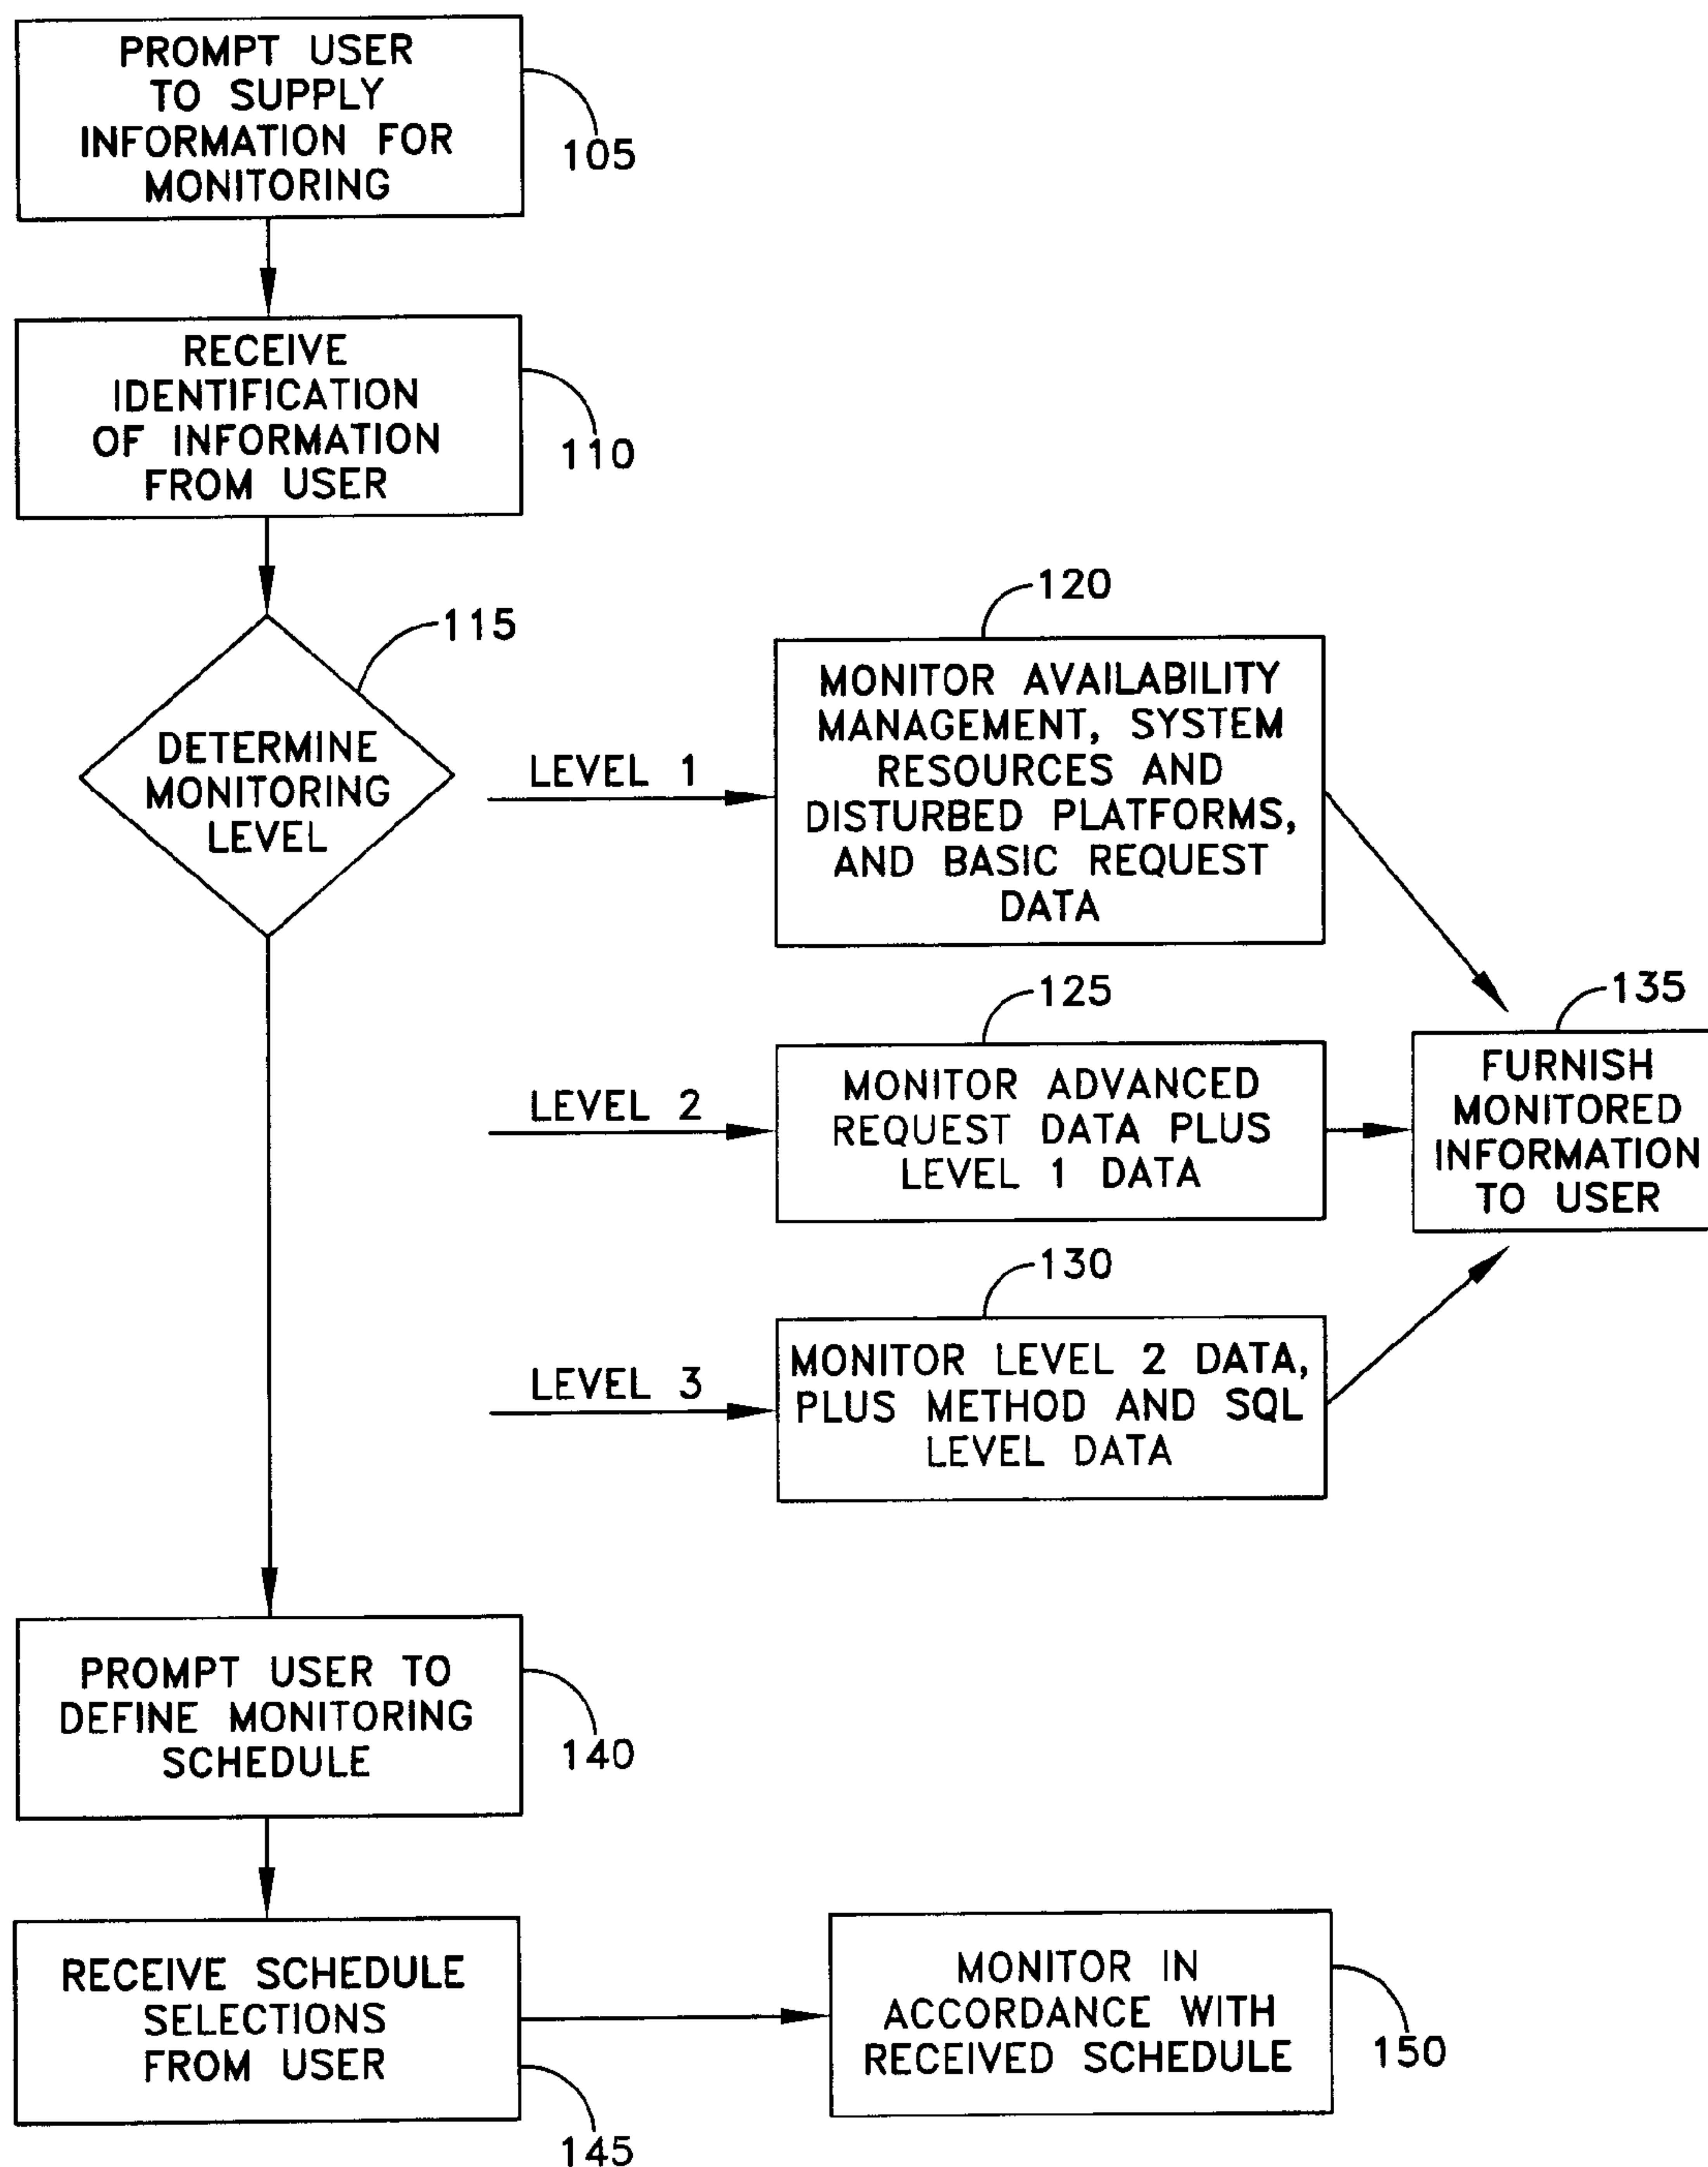 PROMPT USER
TO SUPPLY
INFORMATION FOR
MONITORING
105
RECEIVE
IDENTIFICATION
OF INFORMATION
FROM USER
110
115
DETERMINE
MONITORING
LEVEL
LEVEL 1
120
MONITOR AVAILABILITY
MANAGEMENT, SYSTEM
RESOURCES AND
DISTURBED PLATFORMS,
AND BASIC REQUEST
DATA
LEVEL 2
125
MONITOR ADVANCED
REQUEST DATA PLUS
LEVEL 1 DATA
135
FURNISH
MONITORED
INFORMATION
TO USER
LEVEL 3
130
MONITOR LEVEL 2 DATA,
PLUS METHOD AND SQL
LEVEL DATA
PROMPT USER TO
DEFINE MONITORING
SCHEDULE
140
RECEIVE SCHEDULE
SELECTIONS
FROM USER
145
MONITOR IN
ACCORDANCE WITH
RECEIVED SCHEDULE
150